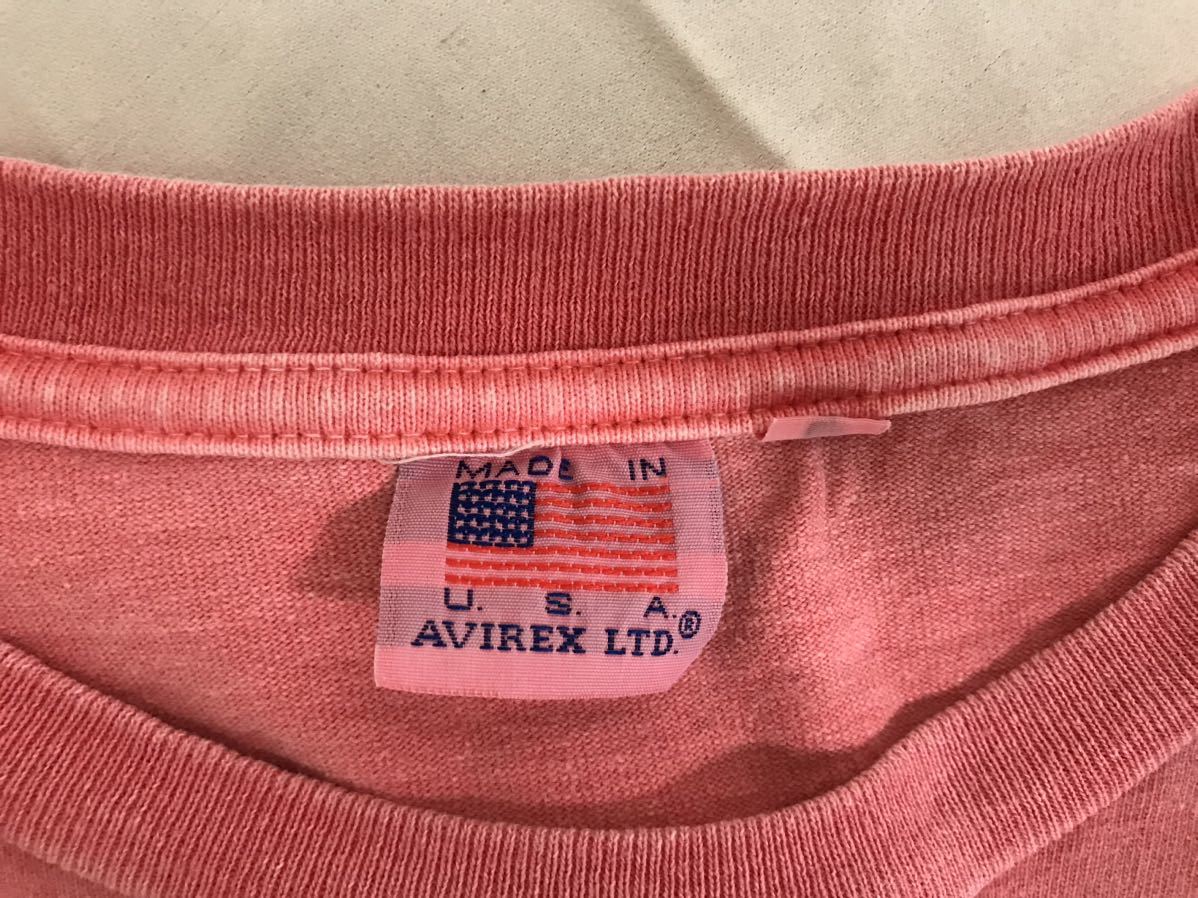 MADE IN
U. S. A.
AVIREX LTD.®